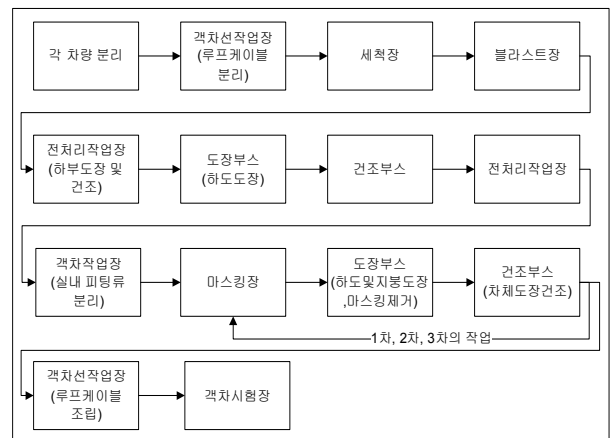 각 차량 분리
객차선작업장
(루프케이블
분리)
세척장
블라스트장
전처리작업장
(하부도장 및
건조)
도장부스
(하도도장)
건조부스
전처리작업장
객차작업장
(실내 피팅류
분리)
마스킹장
도장부스
(하도및지붕도장
,마스킹제거)
건조부스
(차체도장건조)
1차, 2차, 3차의 작업
객차선작업장
(루프케이블
조립)
객차시험장